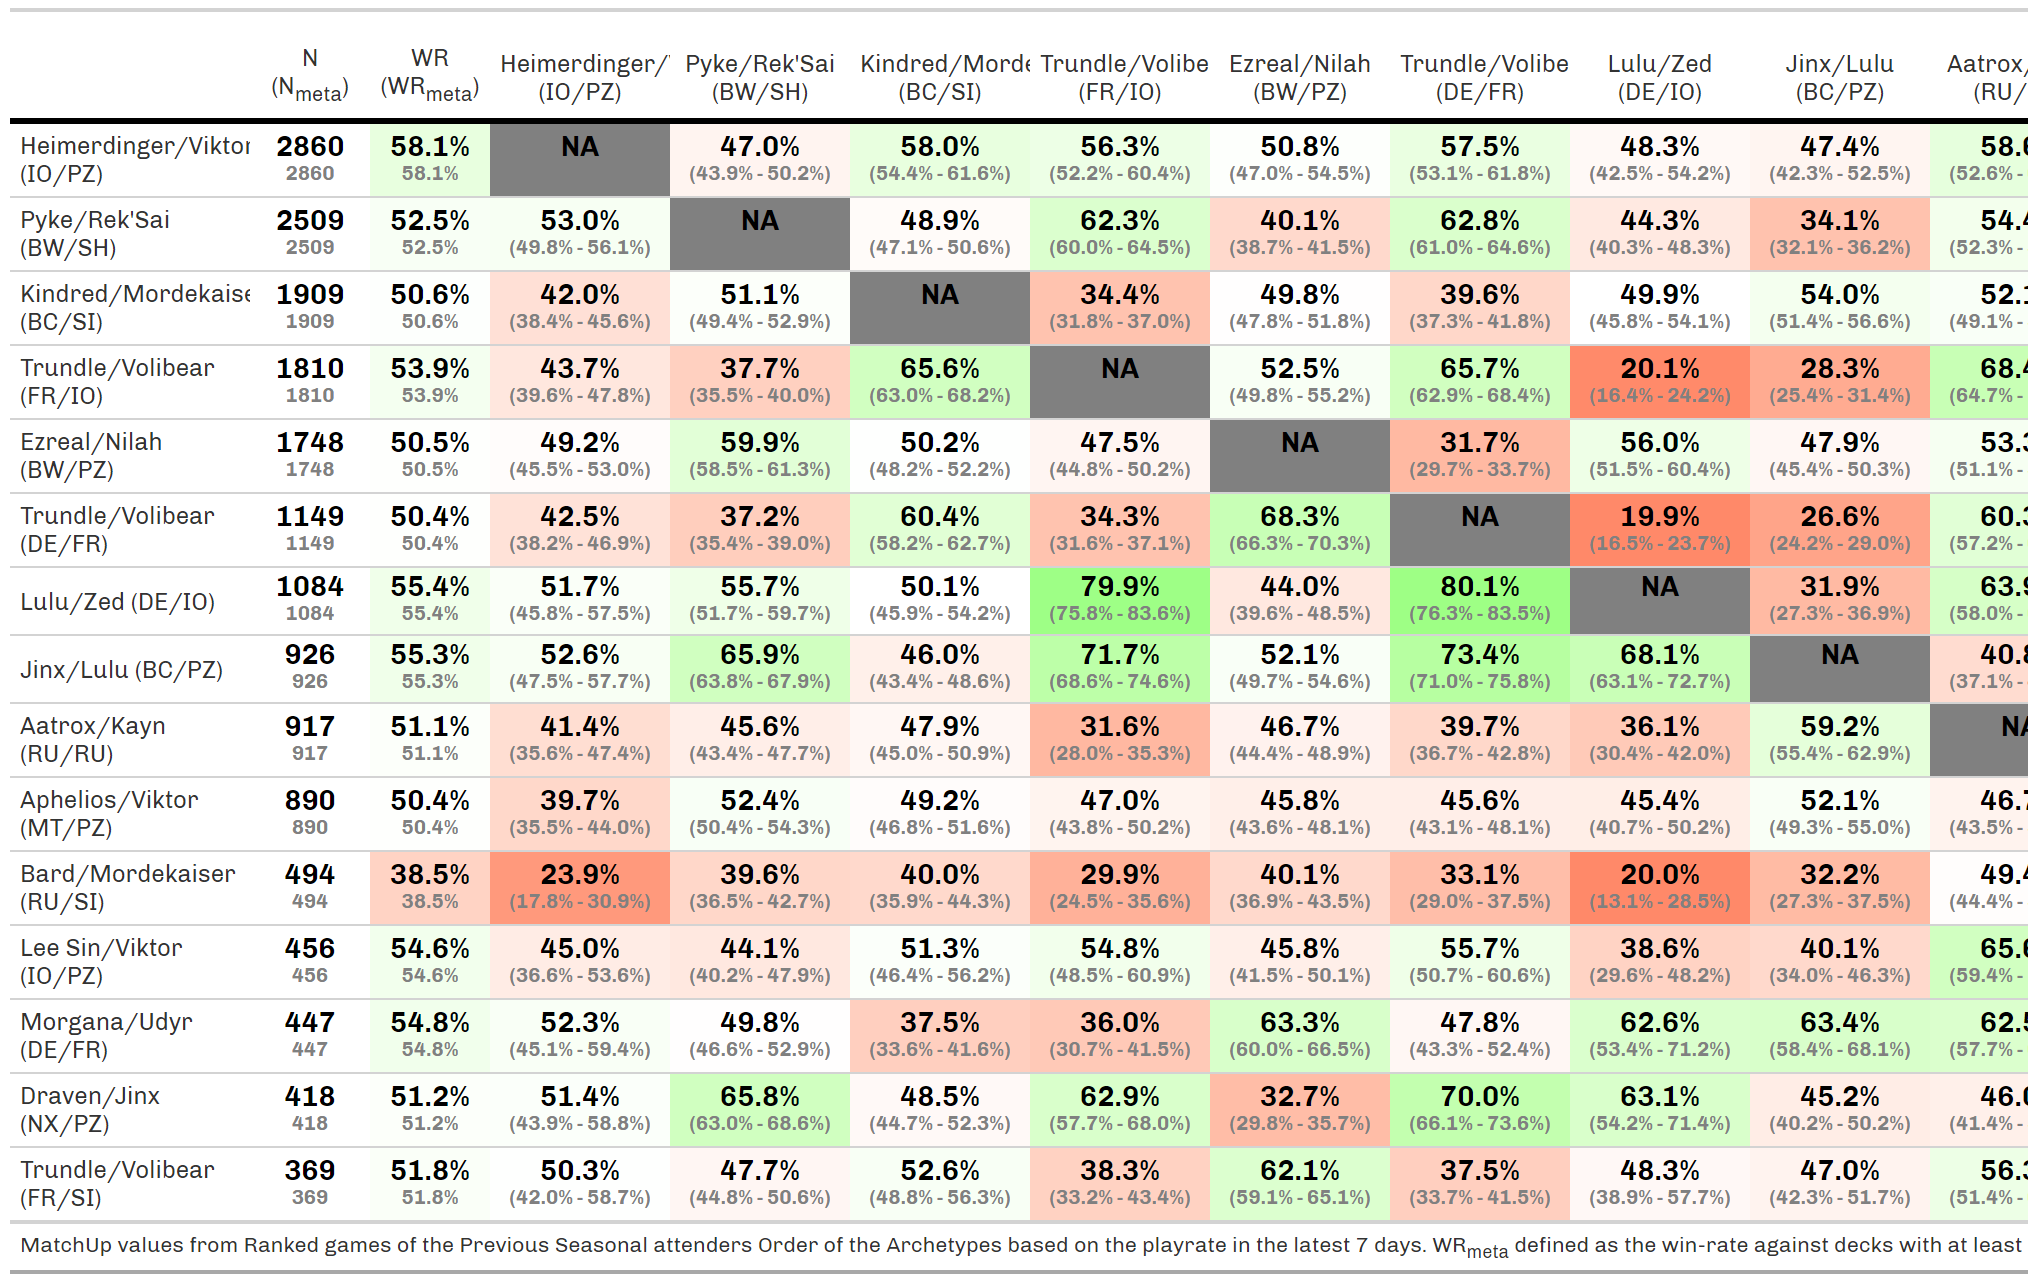 N WR Heimerdinger/ Pyke/Rek'Sai Kindred/Morde Trundle/Volibe Ezreal/Nilah Trundle/Volibe Lulu/Zed Jinx/Lulu Aatrox/
(Nmeta) (WRmeta) (IO/PZ) (BW/SH) (BC/SI) (FR/IO) (BW/PZ) (DE/FR) (DE/IO) (BC/PZ) (RU/
Heimerdinger/Viktor 2860 58.1% NA 47.0% 58.0% 56.3% 50.8% 57.5% 48.3% 47.4% 58.6
(IO/PZ) 2860 58.1% (43.9% - 50.2%) (54.4% - 61.6%) (52.2% - 60.4%) (47.0% - 54.5%) (53.1% - 61.8%) (42.5% - 54.2%) (42.3% - 52.5%) (52.6% -
Pyke/Rek'Sai 2509 52.5% 53.0% NA 48.9% 62.3% 40.1% 62.8% 44.3% 34.1% 54.4
(BW/SH) 2509 52.5% (49.8% - 56.1%) (47.1% - 50.6%) (60.0% - 64.5%) (38.7% - 41.5%) (61.0% - 64.6%) (40.3% - 48.3%) (32.1% - 36.2%) (52.3% -
Kindred/Mordekaise 1909 50.6% 42.0% 51.1% NA 34.4% 49.8% 39.6% 49.9% 54.0% 52.1
(BC/SI) 1909 50.6% (38.4% - 45.6%) (49.4% - 52.9%) (31.8% - 37.0%) (47.8% - 51.8%) (37.3% - 41.8%) (45.8% - 54.1%) (51.4% - 56.6%) (49.1% -
Trundle/Volibear 1810 53.9% 43.7% 37.7% 65.6% NA 52.5% 65.7% 20.1% 28.3% 68.4
(FR/IO) 1810 53.9% (39.6% - 47.8%) (35.5% - 40.0%) (63.0% - 68.2%) (49.8% - 55.2%) (62.9% - 68.4%) (16.4% - 24.2%) (25.4% - 31.4%) (64.7% -
Ezreal/Nilah 1748 50.5% 49.2% 59.9% 50.2% 47.5% NA 31.7% 56.0% 47.9% 53.3
(BW/PZ) 1748 50.5% (45.5% - 53.0%) (58.5% - 61.3%) (48.2% - 52.2%) (44.8% - 50.2%) (29.7% - 33.7%) (51.5% - 60.4%) (45.4% - 50.3%) (51.1% -
Trundle/Volibear 1149 50.4% 42.5% 37.2% 60.4% 34.3% 68.3% NA 19.9% 26.6% 60.3
(DE/FR) 1149 50.4% (38.2% - 46.9%) (35.4% - 39.0%) (58.2% - 62.7%) (31.6% - 37.1%) (66.3% - 70.3%) (16.5% - 23.7%) (24.2% - 29.0%) (57.2% -
Lulu/Zed (DE/IO) 1084 55.4% 51.7% 55.7% 50.1% 79.9% 44.0% 80.1% NA 31.9% 63.9
1084 55.4% (45.8% - 57.5%) (51.7% - 59.7%) (45.9% - 54.2%) (75.8% - 83.6%) (39.6% - 48.5%) (76.3% - 83.5%) (27.3% - 36.9%) (58.0% -
Jinx/Lulu (BC/PZ) 926 55.3% 52.6% 65.9% 46.0% 71.7% 52.1% 73.4% 68.1% NA 40.8
926 55.3% (47.5% - 57.7%) (63.8% - 67.9%) (43.4% - 48.6%) (68.6% - 74.6%) (49.7% - 54.6%) (71.0% - 75.8%) (63.1% - 72.7%) (37.1% -
Aatrox/Kayn 917 51.1% 41.4% 45.6% 47.9% 31.6% 46.7% 39.7% 36.1% 59.2% NA
(RU/RU) 917 51.1% (35.6% - 47.4%) (43.4% - 47.7%) (45.0% - 50.9%) (28.0% - 35.3%) (44.4% - 48.9%) (36.7% - 42.8%) (30.4% - 42.0%) (55.4% - 62.9%)
Aphelios/Viktor 890 50.4% 39.7% 52.4% 49.2% 47.0% 45.8% 45.6% 45.4% 52.1% 46.7
(MT/PZ) 890 50.4% (35.5% - 44.0%) (50.4% - 54.3%) (46.8% - 51.6%) (43.8% - 50.2%) (43.6% - 48.1%) (43.1% - 48.1%) (40.7% - 50.2%) (49.3% - 55.0%) (43.5% -
Bard/Mordekaiser 494 38.5% 23.9% 39.6% 40.0% 29.9% 40.1% 33.1% 20.0% 32.2% 49.4
(RU/SI) 494 38.5% (17.8% - 30.9%) (36.5% - 42.7%) (35.9% - 44.3%) (24.5% - 35.6%) (36.9% - 43.5%) (29.0% - 37.5%) (13.1% - 28.5%) (27.3% - 37.5%) (44.4% -
Lee Sin/Viktor 456 54.6% 45.0% 44.1% 51.3% 54.8% 45.8% 55.7% 38.6% 40.1% 65.6
(IO/PZ) 456 54.6% (36.6% - 53.6%) (40.2% - 47.9%) (46.4% - 56.2%) (48.5% - 60.9%) (41.5% - 50.1%) (50.7% - 60.6%) (29.6% - 48.2%) (34.0% - 46.3%) (59.4% -
Morgana/Udyr 447 54.8% 52.3% 49.8% 37.5% 36.0% 63.3% 47.8% 62.6% 63.4% 62.5
(DE/FR) 447 54.8% (45.1% - 59.4%) (46.6% - 52.9%) (33.6% - 41.6%) (30.7% - 41.5%) (60.0% - 66.5%) (43.3% - 52.4%) (53.4% - 71.2%) (58.4% - 68.1%) (57.7% -
Draven/Jinx 418 51.2% 51.4% 65.8% 48.5% 62.9% 32.7% 70.0% 63.1% 45.2% 46.0
(NX/PZ) 418 51.2% (43.9% - 58.8%) (63.0% - 68.6%) (44.7% - 52.3%) (57.7% - 68.0%) (29.8% - 35.7%) (66.1% - 73.6%) (54.2% - 71.4%) (40.2% - 50.2%) (41.4% -
Trundle/Volibear 369 51.8% 50.3% 47.7% 52.6% 38.3% 62.1% 37.5% 48.3% 47.0% 56.3
(FR/SI) 369 51.8% (42.0% - 58.7%) (44.8% - 50.6%) (48.8% - 56.3%) (33.2% - 43.4%) (59.1% - 65.1%) (33.7% - 41.5%) (38.9% - 57.7%) (42.3% - 51.7%) (51.4% -
MatchUp values from Ranked games of the Previous Seasonal attenders Order of the Archetypes based on the playrate in the latest 7 days. WRmeta defined as the win-rate against decks with at least